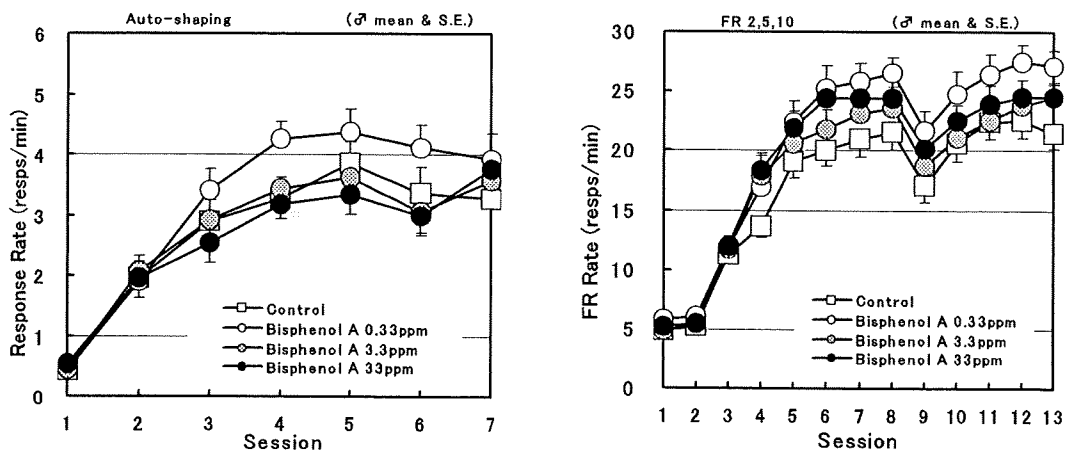 Auto-shaping (♂ mean & S.E.)
Response Rate (resps/min)
6
5
4
3
2
1
0
Control
Bisphenol A 0.33ppm
Bisphenol A 3.3ppm
Bisphenol A 33ppm
1 2 3 4 5 6 7
Session
FR 2,5,10 (♂ mean & S.E.)
FR Rate (resps/min)
30
25
20
15
10
5
0
Control
Bisphenol A 0.33ppm
Bisphenol A 3.3ppm
Bisphenol A 33ppm
1 2 3 4 5 6 7 8 9 10 11 12 13
Session